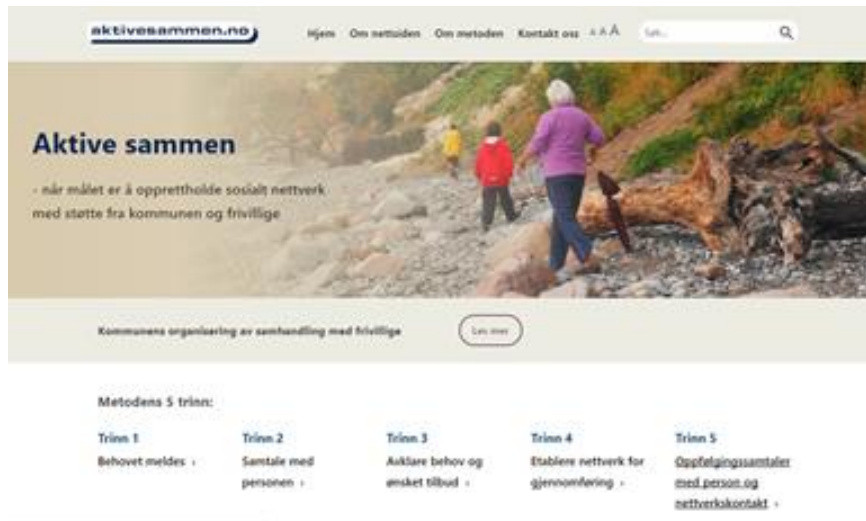 aktivesammen.no
Hjem Om nettsiden Om metoden Kontakt oss A A A Søk...
Aktive sammen
- når målet er å opprettholde sosialt nettverk
med støtte fra kommunen og frivillige
Kommunens organisering av samhandling med frivillige Les mer
Metodens 5 trinn:
Trinn 1
Behovet meldes ›
Trinn 2
Samtale med
personen ›
Trinn 3
Avklare behov og
ønsket tilbud ›
Trinn 4
Etablere nettverk for
gjennomføring ›
Trinn 5
Oppfølgingssamtaler
med person og
nettverkskontakt ›